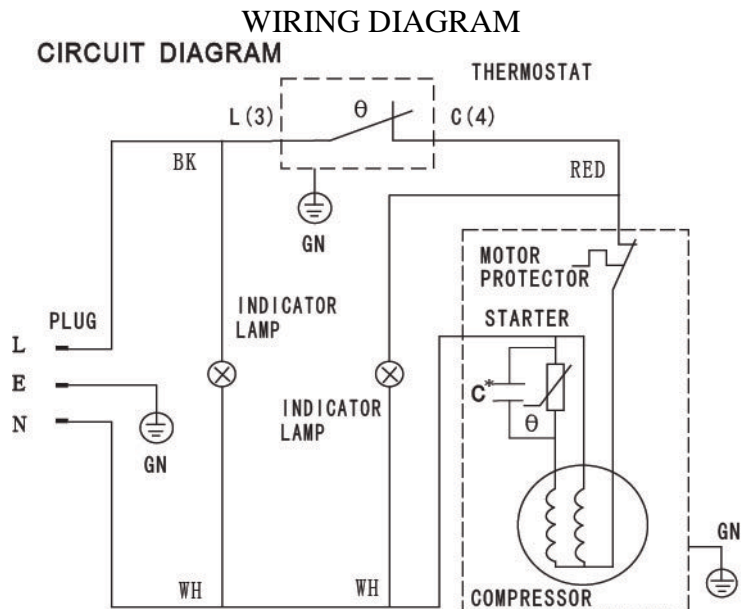 WIRING DIAGRAM
CIRCUIT DIAGRAM
THERMOSTAT
L(3)
θ
C(4)
BK
RED
GN
MOTOR
PROTECTOR
INDICATOR
LAMP
PLUG
STARTER
L
E
N
C*
INDICATOR
LAMP
θ
GN
GN
WH
WH
COMPRESSOR